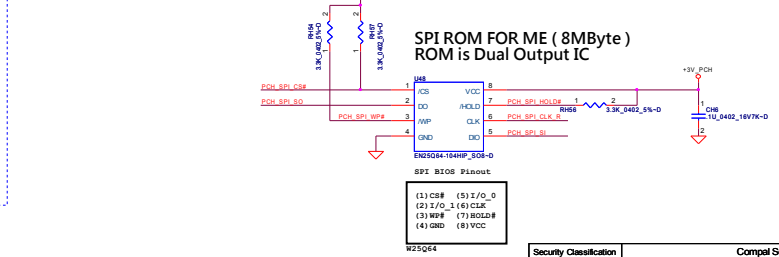 SPI ROM FOR ME ( 8MByte )
ROM is Dual Output IC
2
2
RH54
3.3K_0402_5%~D
RH57
3.3K_0402_5%~D
1
1
U48
+3V_PCH
PCH_SPI_CS#
1
/CS
VCC
8
PCH_SPI_SO
2
DO
/HOLD
7
PCH_SPI_HOLD#
1
2
RH56
3.3K_0402_5%~D
PCH_SPI_WP#
3
/WP
CLK
6
PCH_SPI_CLK_R
4
GND
DIO
5
PCH_SPI_SI
1
CH6
.1U_0402_16V7K~D
2
EN25Q64-104HIP_SO8~D
SPI BIOS Pinout
(1)CS# (5)I/O_0
(2)I/O_1(6)CLK
(3)WP# (7)HOLD#
(4)GND (8)VCC
W25Q64
Security Classification
Compal S